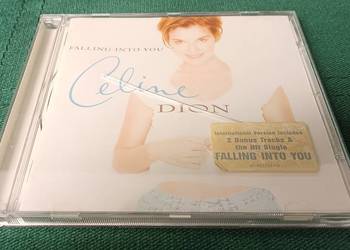 FALLING INTO YOU
Celine
DION
International Version Includes
2 Bonus Tracks &
the Hit Single
FALLING INTO YOU